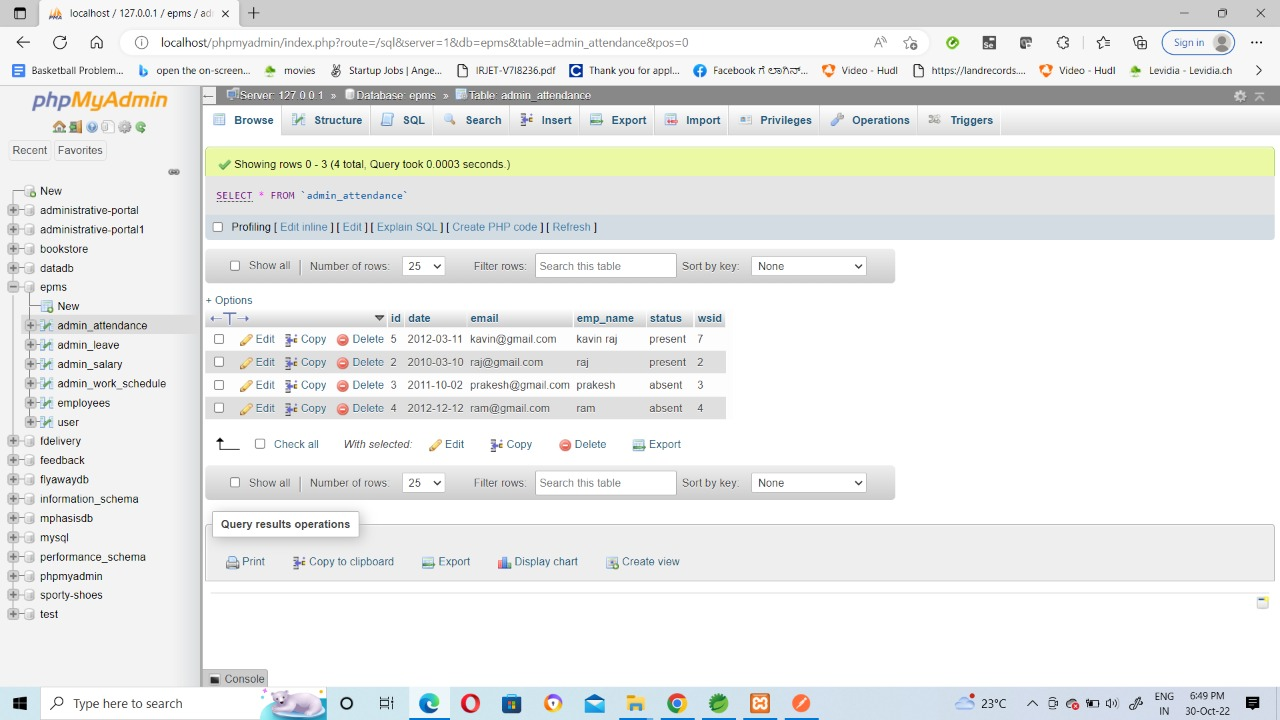 localhost / 127.0.0.1 / epms / adı
localhost/phpmyadmin/index.php?route=/sql&server=1&db=epms&table=admin_attendance&pos=0
Sign in
Basketball Problem...
open the on-screen...
movies
Startup Jobs | Ange...
IRJET-V7I8236.pdf
Thank you for appl...
Video - Hudl
https://landrecords...
Video - Hudl
Levidia - Levidia.ch
phpMyAdmin
Server: 127.0.0.1 » Database: epms » Table: admin_attendance
Browse Structure SQL Search Insert Export Import Privileges Operations Triggers
Recent Favorites
New
administrative-portal
administrative-portal1
bookstore
datadb
epms
New
admin_attendance
admin_leave
admin_salary
admin_work_schedule
employees
user
fdelivery
feedback
flyawaydb
information_schema
mphasisdb
mysql
performance_schema
phpmyadmin
sporty-shoes
test
Showing rows 0 - 3 (4 total, Query took 0.0003 seconds.)
SELECT * FROM `admin_attendance`
Profiling [ Edit inline ] [ Edit ] [ Explain SQL ] [ Create PHP code ] [ Refresh ]
Show all | Number of rows: 25 Filter rows: Search this table Sort by key: None
+ Options
←T→ id date email emp_name status wsid
Edit Copy Delete 5 2012-03-11 kavin@gmail.com kavin raj present 7
Edit Copy Delete 2 2010-03-10 raj@gmail.com raj present 2
Edit Copy Delete 3 2011-10-02 prakesh@gmail.com prakesh absent 3
Edit Copy Delete 4 2012-12-12 ram@gmail.com ram absent 4
Check all With selected: Edit Copy Delete Export
Show all | Number of rows: 25 Filter rows: Search this table Sort by key: None
Query results operations
Print Copy to clipboard Export Display chart Create view
Console
Type here to search
23°C
ENG
IN
6:49 PM
30-Oct-22